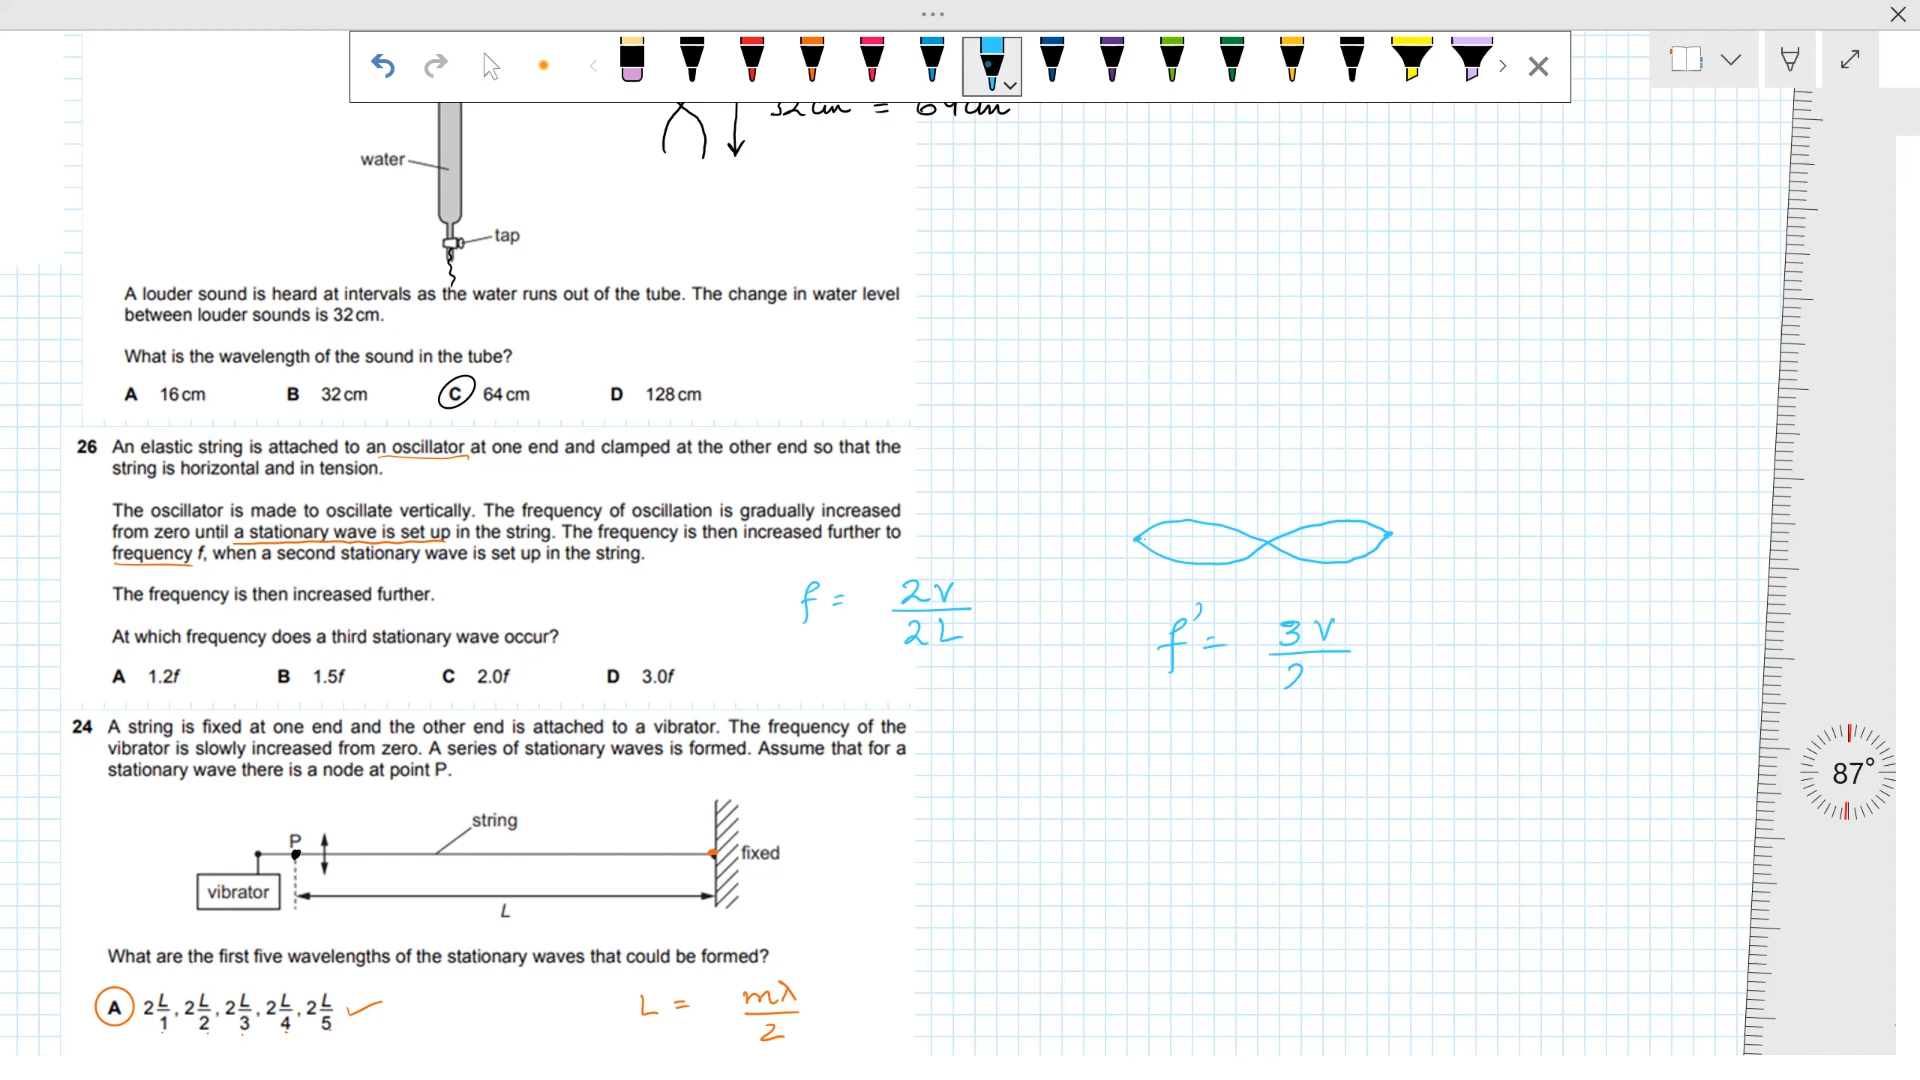 32 cm = 64 cm
water
tap
A louder sound is heard at intervals as the water runs out of the tube. The change in water level
between louder sounds is 32 cm.
What is the wavelength of the sound in the tube?
A 16 cm B 32 cm C 64 cm D 128 cm
26 An elastic string is attached to an oscillator at one end and clamped at the other end so that the
string is horizontal and in tension.
The oscillator is made to oscillate vertically. The frequency of oscillation is gradually increased
from zero until a stationary wave is set up in the string. The frequency is then increased further to
frequency f, when a second stationary wave is set up in the string.
The frequency is then increased further.
At which frequency does a third stationary wave occur?
A 1.2f B 1.5f C 2.0f D 3.0f
f = 2v / 2L
f' = 3v / 2
24 A string is fixed at one end and the other end is attached to a vibrator. The frequency of the
vibrator is slowly increased from zero. A series of stationary waves is formed. Assume that for a
stationary wave there is a node at point P.
string
P
fixed
vibrator
L
What are the first five wavelengths of the stationary waves that could be formed?
A 2 L/1, 2 L/2, 2 L/3, 2 L/4, 2 L/5
L = mλ / 2
87°